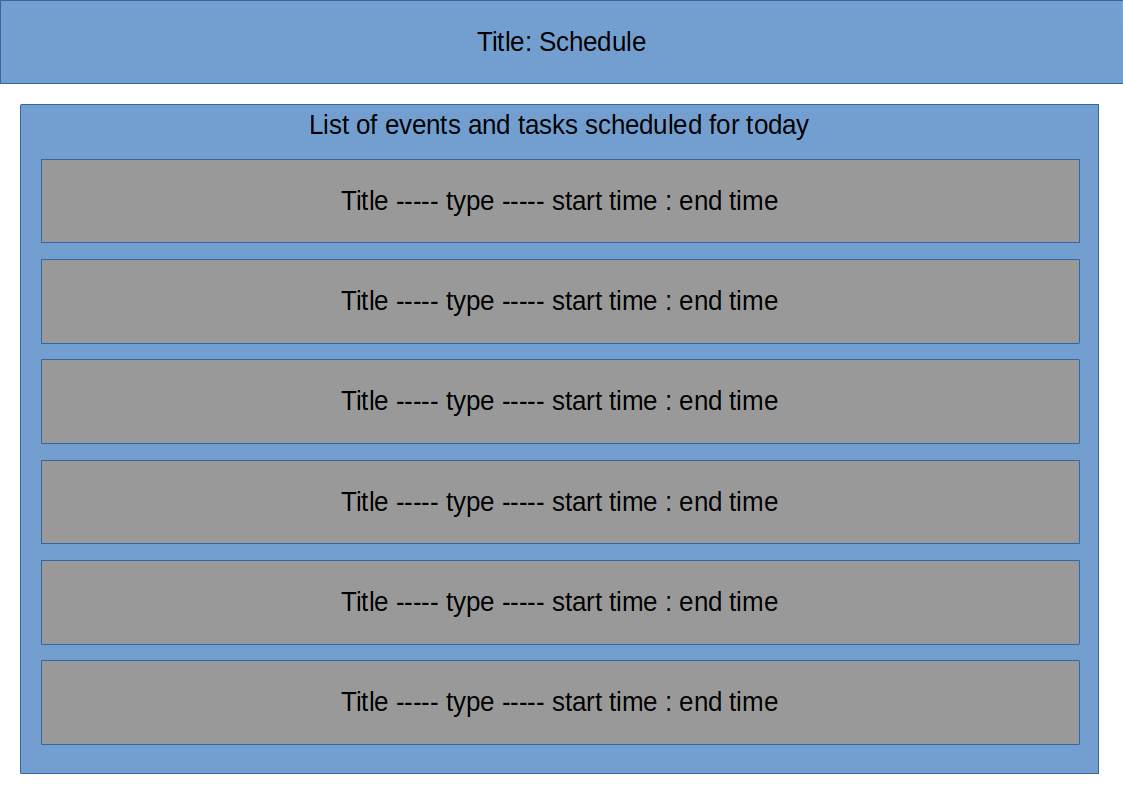 Title: Schedule
List of events and tasks scheduled for today
Title ----- type ----- start time : end time
Title ----- type ----- start time : end time
Title ----- type ----- start time : end time
Title ----- type ----- start time : end time
Title ----- type ----- start time : end time
Title ----- type ----- start time : end time